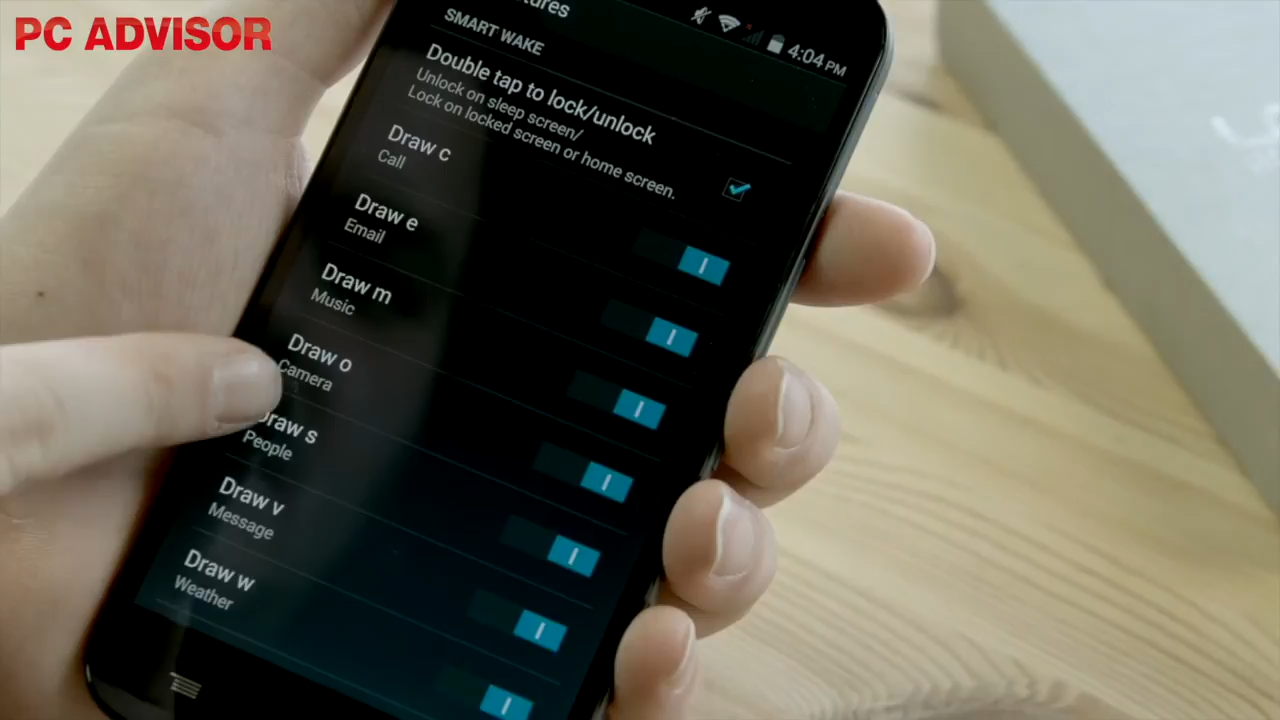 PC ADVISOR
4:04 PM
SMART WAKE
Double tap to lock/unlock
Unlock on sleep screen/
Lock on locked screen or home screen.
Draw c
Call
Draw e
Email
Draw m
Music
Draw o
Camera
Draw s
People
Draw v
Message
Draw w
Weather